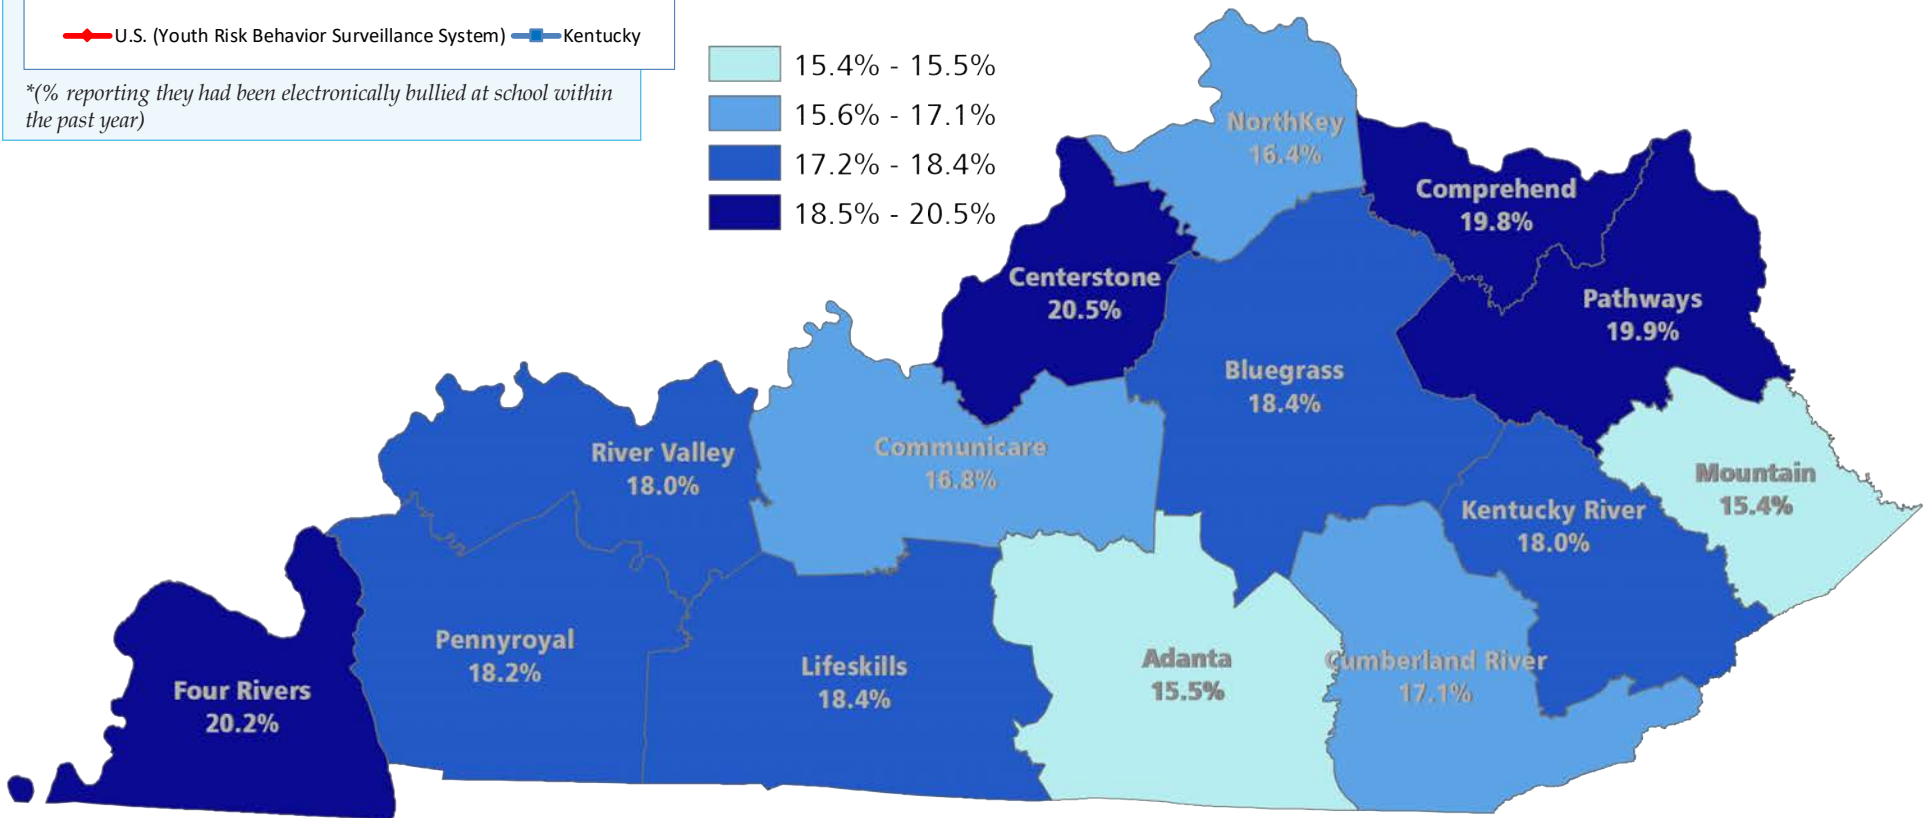 U.S. (Youth Risk Behavior Surveillance System)
Kentucky
*(% reporting they had been electronically bullied at school within
the past year)
15.4% - 15.5%
15.6% - 17.1%
17.2% - 18.4%
18.5% - 20.5%
NorthKey
16.4%
Comprehend
19.8%
Centerstone
20.5%
Pathways
19.9%
Bluegrass
18.4%
River Valley
18.0%
Communicare
16.8%
Mountain
15.4%
Kentucky River
18.0%
Pennyroyal
18.2%
Lifeskills
18.4%
Adanta
15.5%
Cumberland River
17.1%
Four Rivers
20.2%